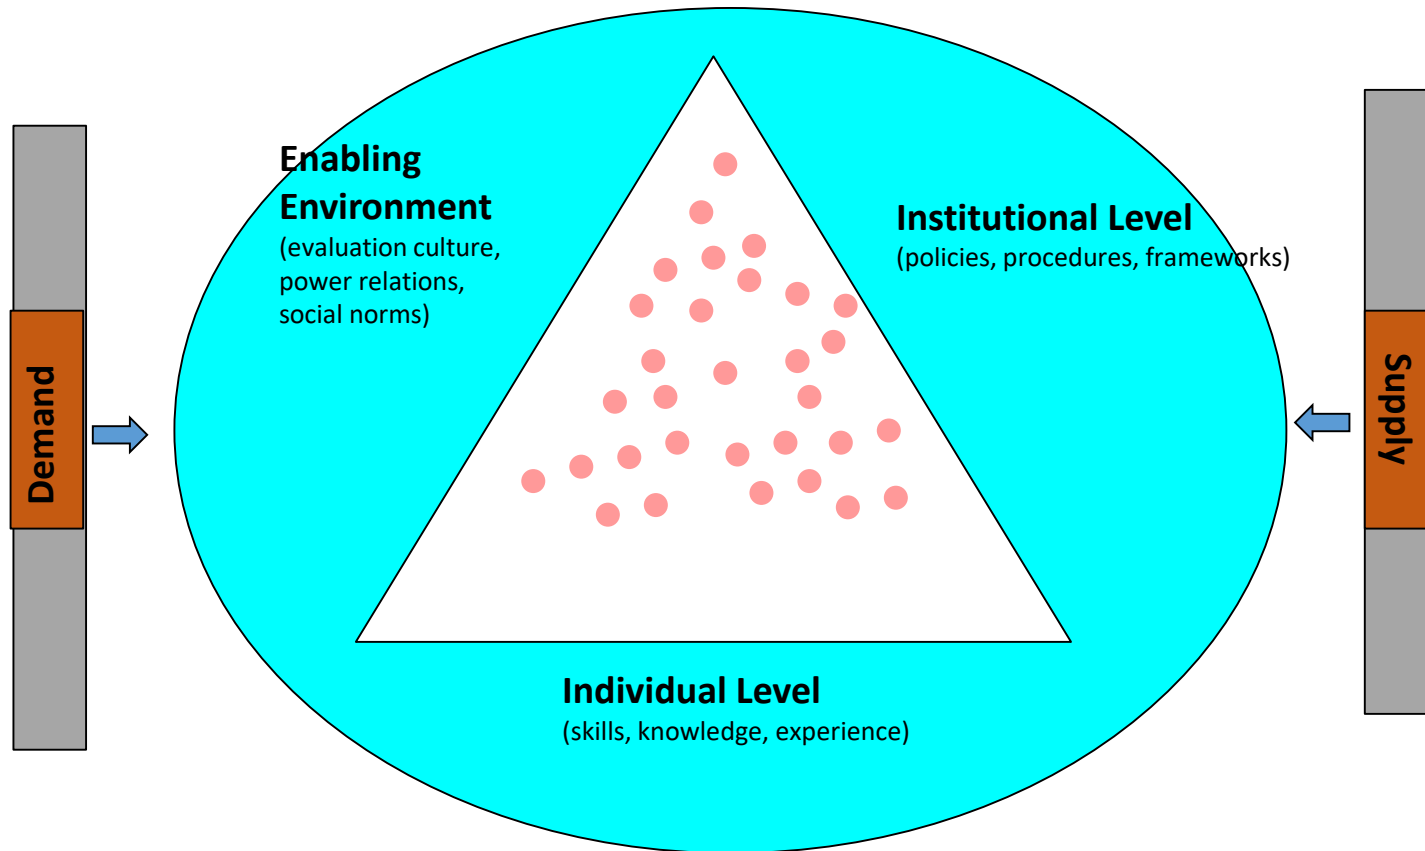 Enabling
Environment
(evaluation culture,
power relations,
social norms)
Institutional Level
(policies, procedures, frameworks)
Demand
Supply
Individual Level
(skills, knowledge, experience)